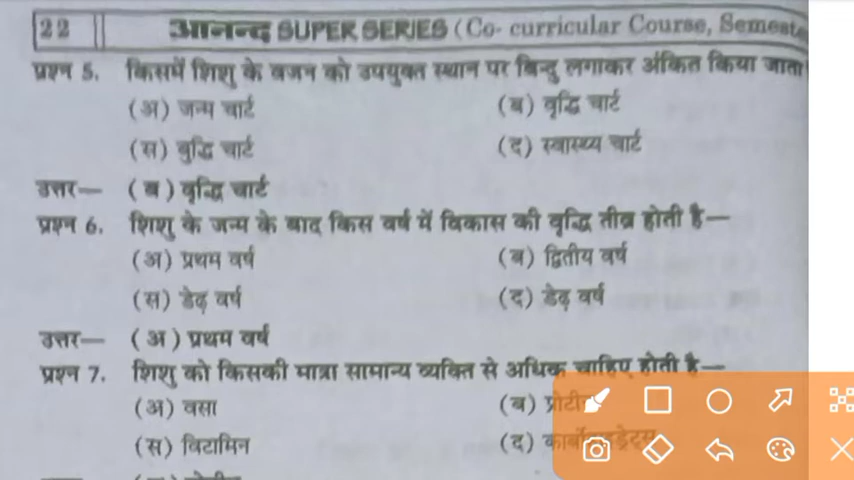 22 आनन्द SUPER SERIES (Co- curricular Course, Semeste
प्रश्न 5. किसमें शिशु के वजन को उपयुक्त स्थान पर बिन्दु लगाकर अंकित किया जाता
(अ) जन्म चार्ट (ब) वृद्धि चार्ट
(स) बुद्धि चार्ट (द) स्वास्थ्य चार्ट
उत्तर— (ब) वृद्धि चार्ट
प्रश्न 6. शिशु के जन्म के बाद किस वर्ष में विकास की वृद्धि तीव्र होती है—
(अ) प्रथम वर्ष (ब) द्वितीय वर्ष
(स) डेढ़ वर्ष (द) डेढ़ वर्ष
उत्तर— (अ) प्रथम वर्ष
प्रश्न 7. शिशु को किसकी मात्रा सामान्य व्यक्ति से अधिक चाहिए होती है—
(अ) वसा (ब) प्रोटी
(स) विटामिन (द)